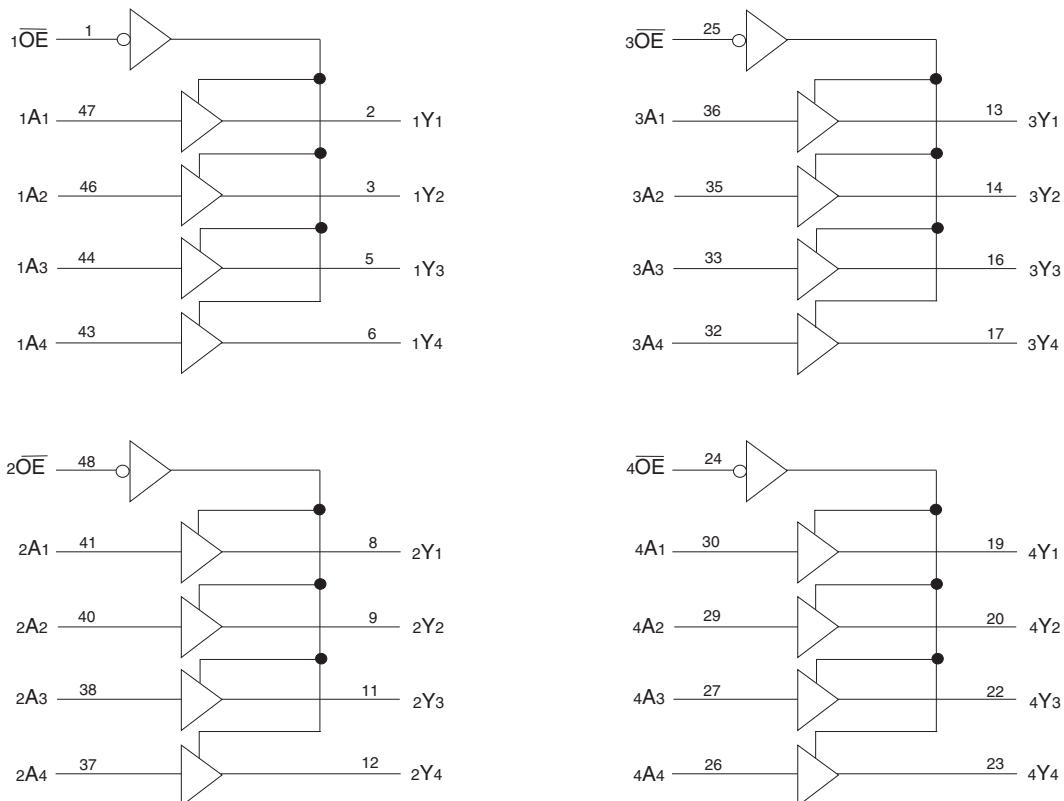 1OE 1
1A1 47 2 1Y1
1A2 46 3 1Y2
1A3 44 5 1Y3
1A4 43 6 1Y4
3OE 25
3A1 36 13 3Y1
3A2 35 14 3Y2
3A3 33 16 3Y3
3A4 32 17 3Y4
2OE 48
2A1 41 8 2Y1
2A2 40 9 2Y2
2A3 38 11 2Y3
2A4 37 12 2Y4
4OE 24
4A1 30 19 4Y1
4A2 29 20 4Y2
4A3 27 22 4Y3
4A4 26 23 4Y4